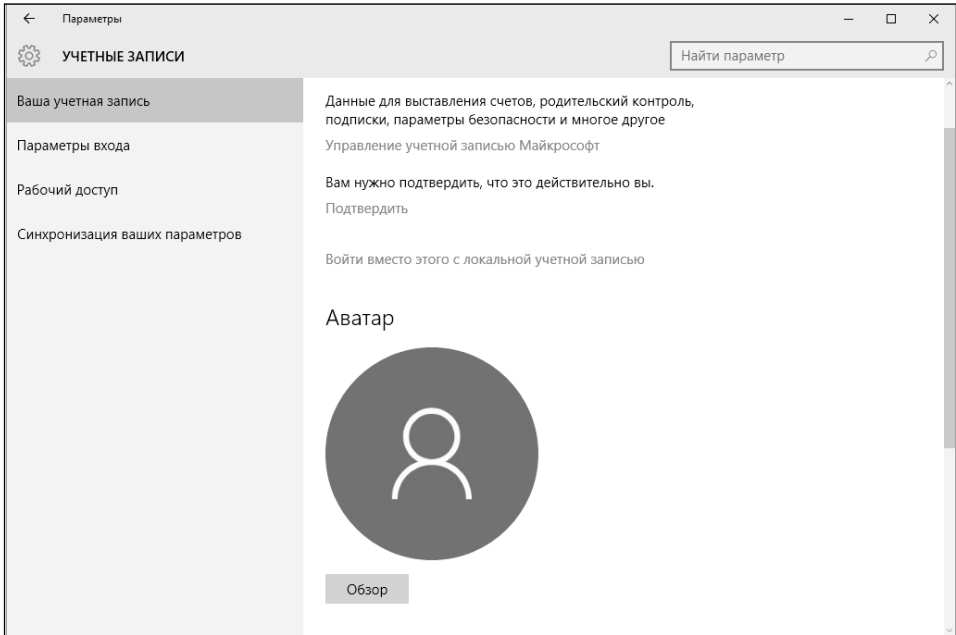 Параметры
УЧЕТНЫЕ ЗАПИСИ
Найти параметр
Ваша учетная запись
Параметры входа
Рабочий доступ
Синхронизация ваших параметров
Данные для выставления счетов, родительский контроль,
подписки, параметры безопасности и многое другое
Управление учетной записью Майкрософт
Вам нужно подтвердить, что это действительно вы.
Подтвердить
Войти вместо этого с локальной учетной записью
Аватар
Обзор